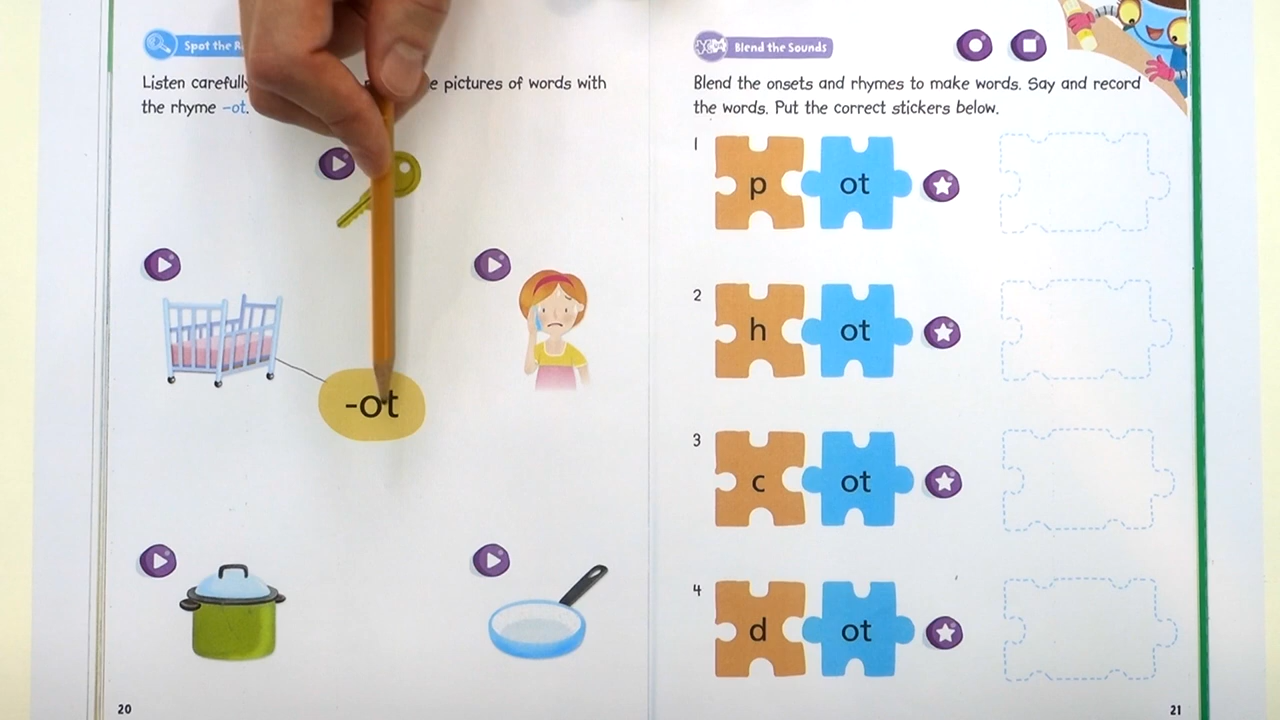 Spot the
Listen carefully pictures of words with
the rhyme -ot.
-ot
20
Blend the Sounds
Blend the onsets and rhymes to make words. Say and record
the words. Put the correct stickers below.
1
p ot
2
h ot
3
c ot
4
d ot
21